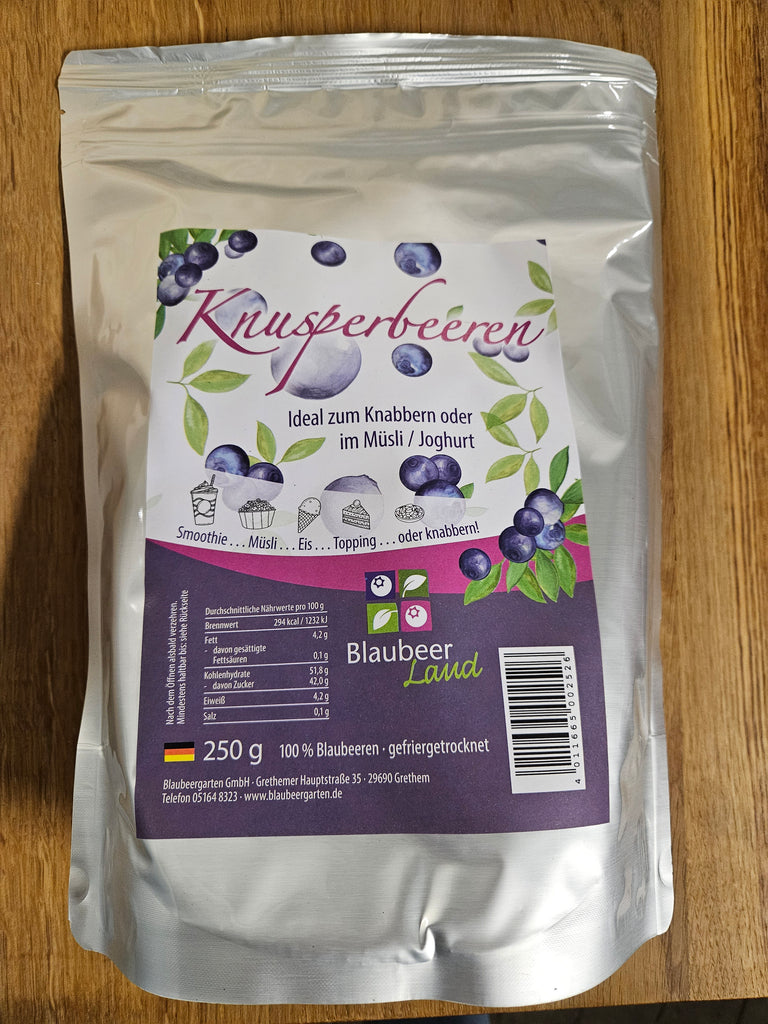 Knusperbeeren
Ideal zum Knabbern oder
im Müsli / Joghurt
Smoothie . . . Müsli . . . Eis . . . Topping . . . oder knabbern!
Nach dem Öffnen alsbald verzehren.
Mindestens haltbar bis: siehe Rückseite
Durchschnittliche Nährwerte pro 100 g
Brennwert 294 kcal / 1232 kJ
Fett 4,2 g
- davon gesättigte
Fettsäuren 0,1 g
Kohlenhydrate 51,8 g
- davon Zucker 42,0 g
Eiweiß 4,2 g
Salz 0,1 g
Blaubeer
Land
250 g 100 % Blaubeeren · gefriergetrocknet
Blaubeergarten GmbH · Grethemer Hauptstraße 35 · 29690 Grethem
Telefon 05164 8323 · www.blaubeergarten.de
4 011665 002526